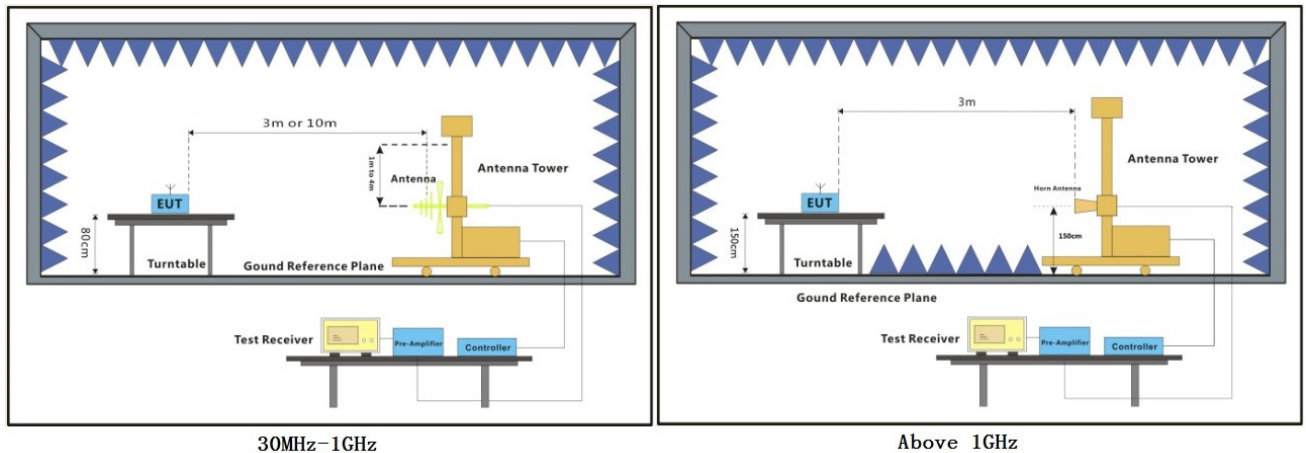 3m or 10m
1m to 4m
Antenna
Antenna Tower
EUT
80cm
Turntable
Gound Reference Plane
Test Receiver
Pre-Amplifier
Controller
30MHz-1GHz
3m
Antenna Tower
Horn Antenna
EUT
150cm
150cm
Turntable
Gound Reference Plane
Test Receiver
Pre-Amplifier
Controller
Above 1GHz